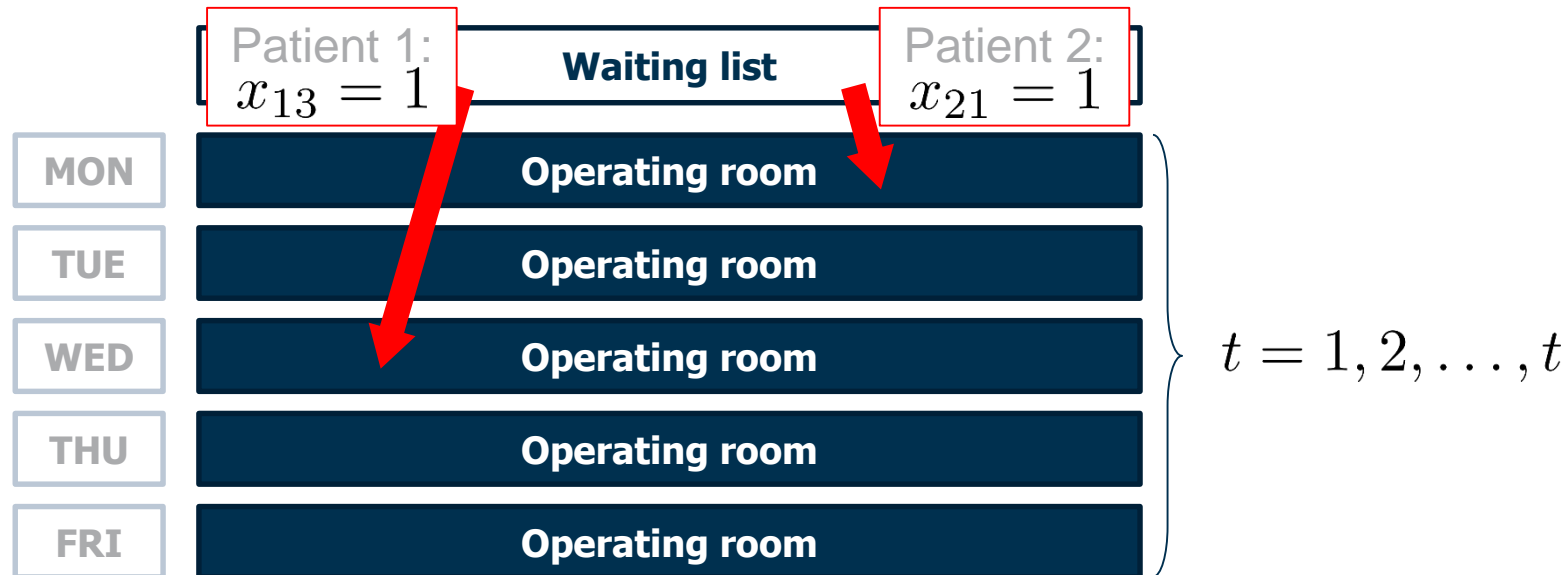 Patient 1:
x_{13} = 1
Waiting list
Patient 2:
x_{21} = 1
MON
Operating room
TUE
Operating room
WED
Operating room
THU
Operating room
FRI
Operating room
t = 1, 2, . . . , t